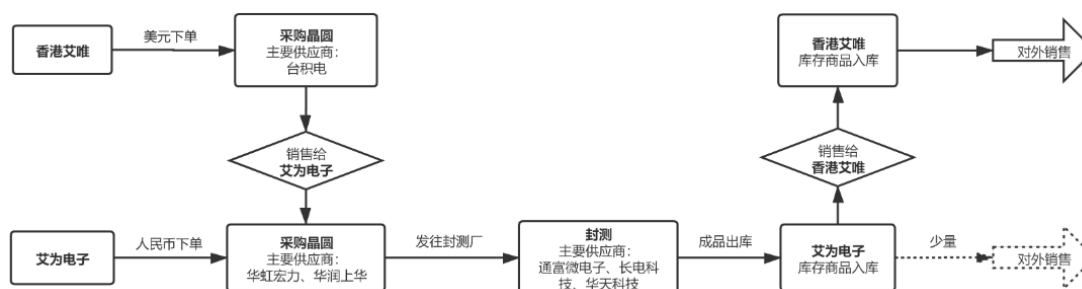 香港艾唯
美元下单
采购晶圆
主要供应商：
台积电
香港艾唯
库存商品入库
对外销售
销售给
艾为电子
销售给
香港艾唯
艾为电子
人民币下单
采购晶圆
主要供应商：
华虹宏力、华润上华
发往封测厂
封测
主要供应商：
通富微电子、长电科
技、华天科技
成品出库
艾为电子
库存商品入库
少量
对外销售